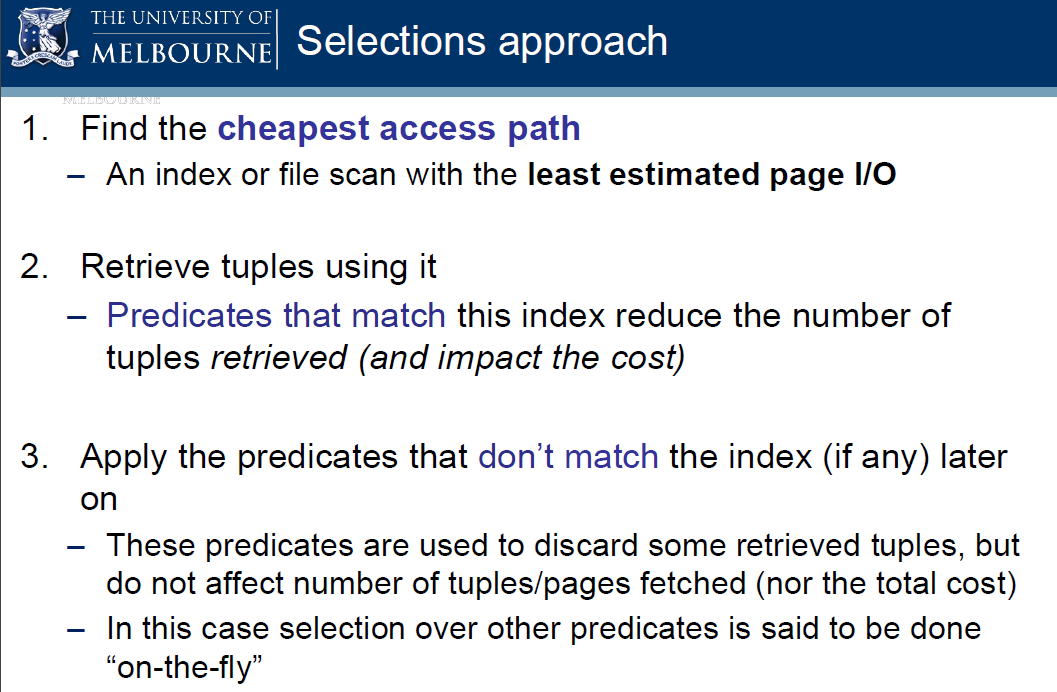 THE UNIVERSITY OF
MELBOURNE
Selections approach
MELBOURNE
1. Find the cheapest access path
– An index or file scan with the least estimated page I/O
2. Retrieve tuples using it
– Predicates that match this index reduce the number of
tuples retrieved (and impact the cost)
3. Apply the predicates that don’t match the index (if any) later
on
– These predicates are used to discard some retrieved tuples, but
do not affect number of tuples/pages fetched (nor the total cost)
– In this case selection over other predicates is said to be done
“on-the-fly”